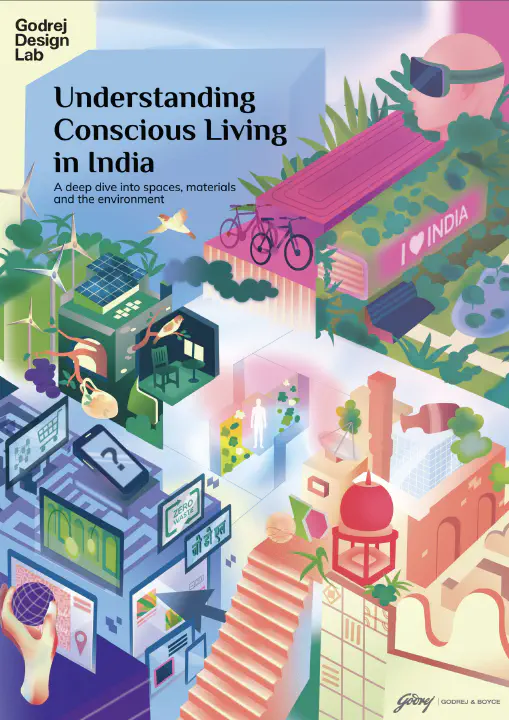 Godrej
Design
Lab
Understanding
Conscious Living
in India
A deep dive into spaces, materials
and the environment
I ♥ INDIA
?
ZERO
WASTE
जी डी एल
Godrej | GODREJ & BOYCE